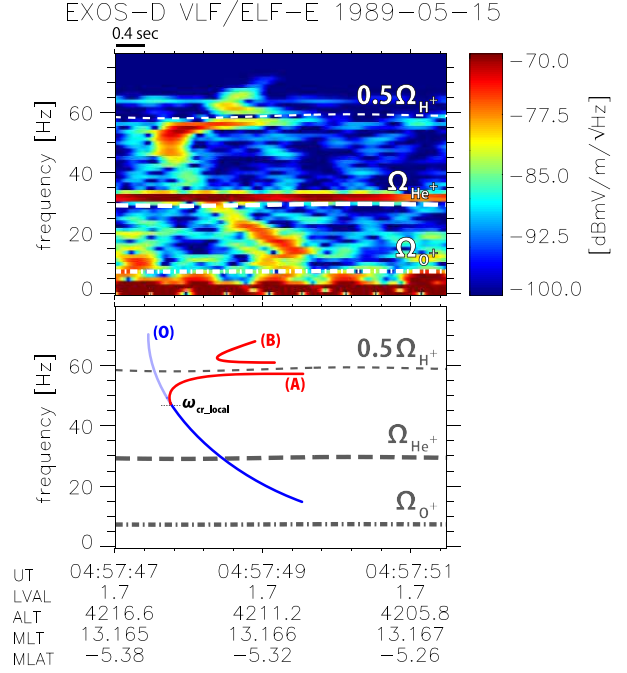 EXOS-D VLF/ELF-E 1989-05-15
0.4 sec
frequency [Hz]
60
40
20
0
0.5Ω_H⁺
Ω_He⁺
Ω_O⁺
-70.0
-77.5
-85.0
-92.5
-100.0
[dBmV/m/√Hz]
frequency [Hz]
60
40
20
0
(O)
(B)
(A)
0.5Ω_H⁺
ω_cr_local
Ω_He⁺
Ω_O⁺
UT 04:57:47 04:57:49 04:57:51
LVAL 1.7 1.7 1.7
ALT 4216.6 4211.2 4205.8
MLT 13.165 13.166 13.167
MLAT -5.38 -5.32 -5.26